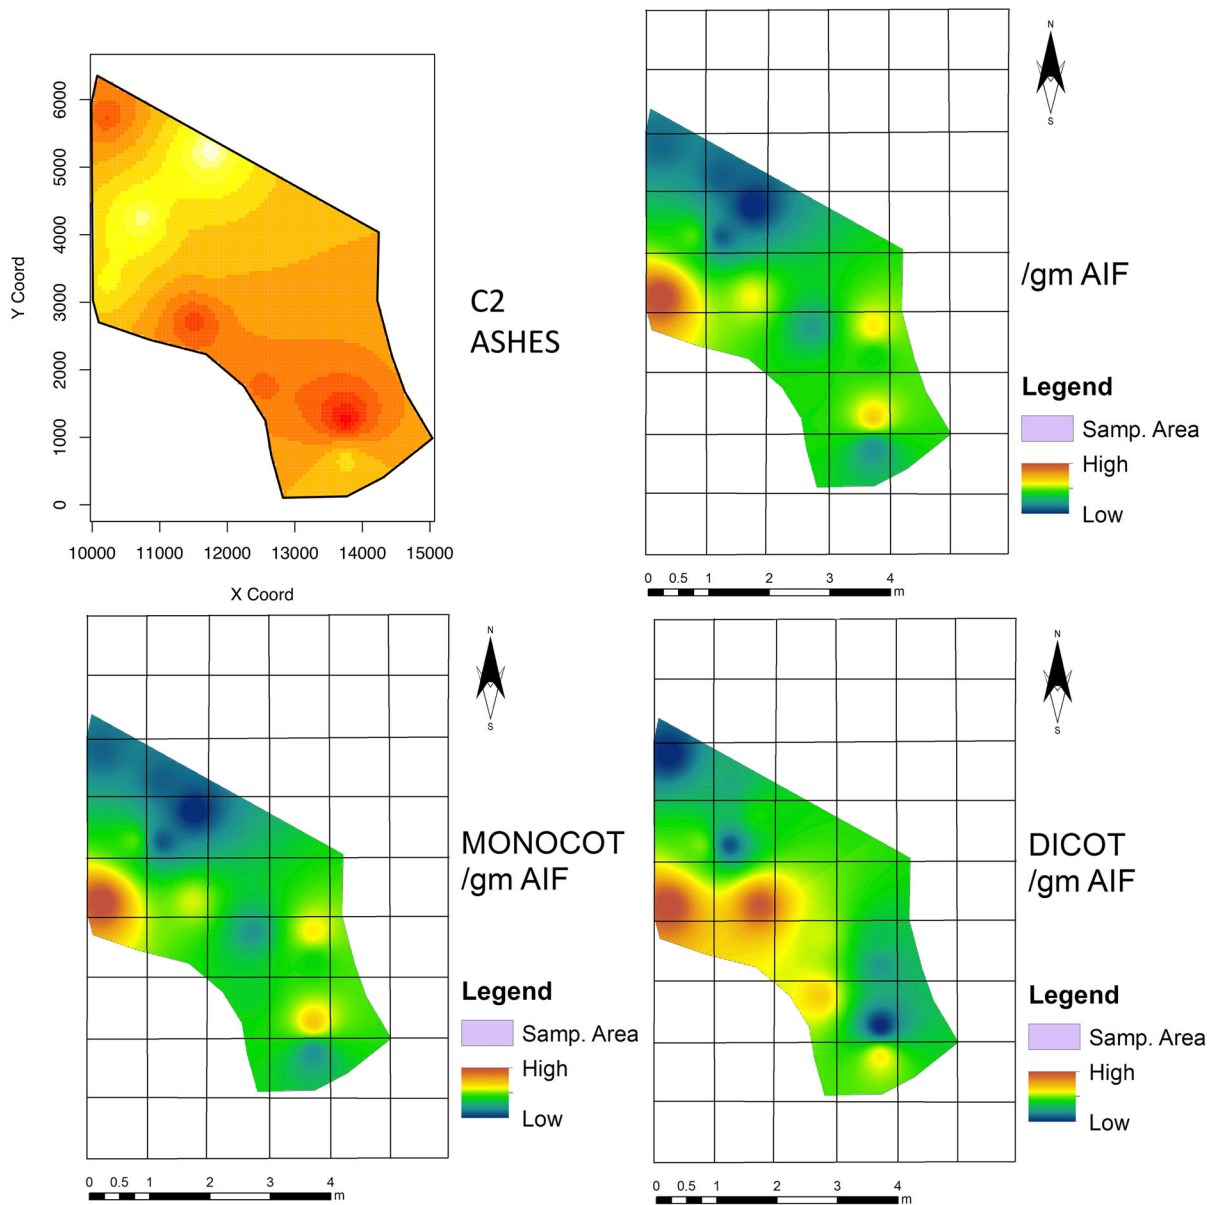 Y Coord
6000
5000
4000
3000
2000
1000
0
10000 11000 12000 13000 14000 15000
X Coord
C2
ASHES
N
S
/gm AIF
Legend
Samp. Area
High
Low
0 0.5 1 2 3 4
m
N
S
MONOCOT
/gm AIF
Legend
Samp. Area
High
Low
0 0.5 1 2 3 4
m
N
S
DICOT
/gm AIF
Legend
Samp. Area
High
Low
0 0.5 1 2 3 4
m